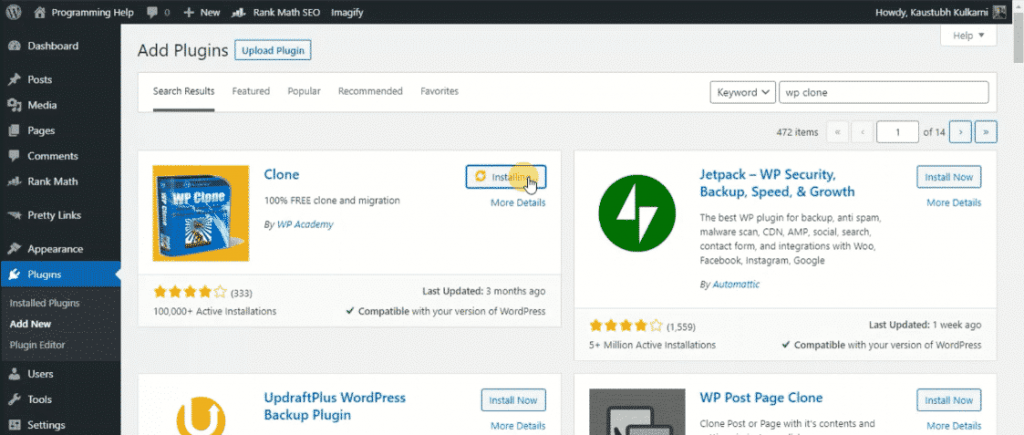 Programming Help 0 + New Rank Math SEO Imagify Howdy, Kaustubh Kulkarni
Dashboard
Posts
Media
Pages
Comments
Rank Math
Pretty Links
Appearance
Plugins
Installed Plugins
Add New
Plugin Editor
Users
Tools
Settings
Help
Add Plugins Upload Plugin
Search Results Featured Popular Recommended Favorites Keyword wp clone
472 items « ‹ 1 of 14 › »
WP Clone
Clone
Installing
100% FREE clone and migration
More Details
By WP Academy
(333)
Last Updated: 3 months ago
100,000+ Active Installations
Compatible with your version of WordPress
Jetpack – WP Security,
Backup, Speed, & Growth
Install Now
More Details
The best WP plugin for backup, anti spam,
malware scan, CDN, AMP, social, search,
contact form, and integrations with Woo,
Facebook, Instagram, Google
By Automattic
(1,559)
Last Updated: 1 week ago
5+ Million Active Installations
Compatible with your version of WordPress
UpdraftPlus WordPress
Backup Plugin
Install Now
More Details
WP Post Page Clone
Install Now
Clone Post or Page with it's contents and
More Details